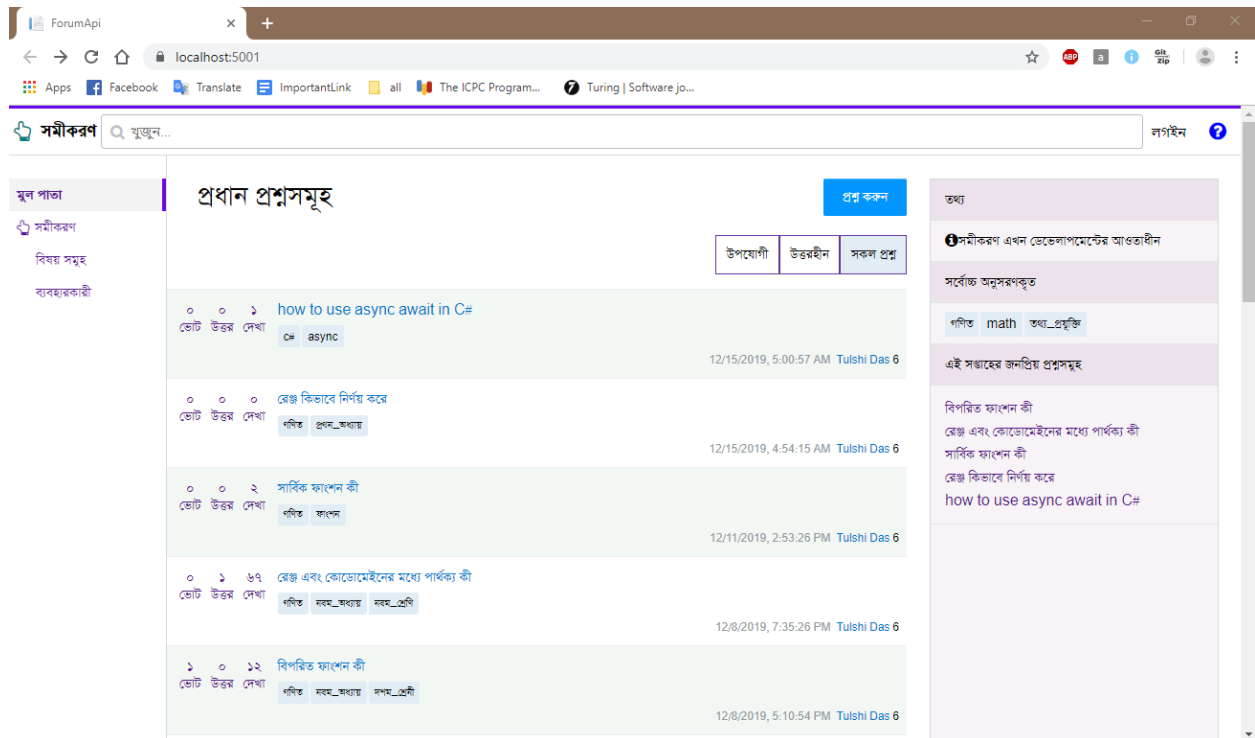 ForumApi
localhost:5001
ABP a i Git Zip
Apps Facebook Translate ImportantLink all The ICPC Program... Turing | Software jo...
সমীকরণ খুজুন... লগইন ?
মুল পাতা
সমীকরণ
বিষয় সমুহ
ব্যবহারকারী
প্রধান প্রশ্নসমূহ
প্রশ্ন করুন
উপযোগী উত্তরহীন সকল প্রশ্ন
০ ০ ১ how to use async await in C#
ভোট উত্তর দেখা
c# async
12/15/2019, 5:00:57 AM Tulshi Das 6
০ ০ ০ রেঞ্জ কিভাবে নির্ণয় করে
ভোট উত্তর দেখা
গণিত প্রথন_অধ্যায়
12/15/2019, 4:54:15 AM Tulshi Das 6
০ ০ ২ সার্বিক ফাংশন কী
ভোট উত্তর দেখা
গণিত ফাংশন
12/11/2019, 2:53:26 PM Tulshi Das 6
০ ১ ৬৭ রেঞ্জ এবং কোডোমেইনের মধ্যে পার্থক্য কী
ভোট উত্তর দেখা
গণিত নবম_অধ্যায় নবম_শ্রেণি
12/8/2019, 7:35:26 PM Tulshi Das 6
১ ০ ১২ বিপরিত ফাংশন কী
ভোট উত্তর দেখা
গণিত নবম_অধ্যায় দশম_শ্রেনী
12/8/2019, 5:10:54 PM Tulshi Das 6
তথ্য
সমীকরণ এখন ডেভেলাপমেন্টের আওতাধীন
সর্বোচ্চ অনুসরণকৃত
গণিত math তথ্য_প্রযুক্তি
এই সপ্তাহের জনপ্রিয় প্রশ্নসমুহ
বিপরিত ফাংশন কী
রেঞ্জ এবং কোডোমেইনের মধ্যে পার্থক্য কী
সার্বিক ফাংশন কী
রেঞ্জ কিভাবে নির্ণয় করে
how to use async await in C#